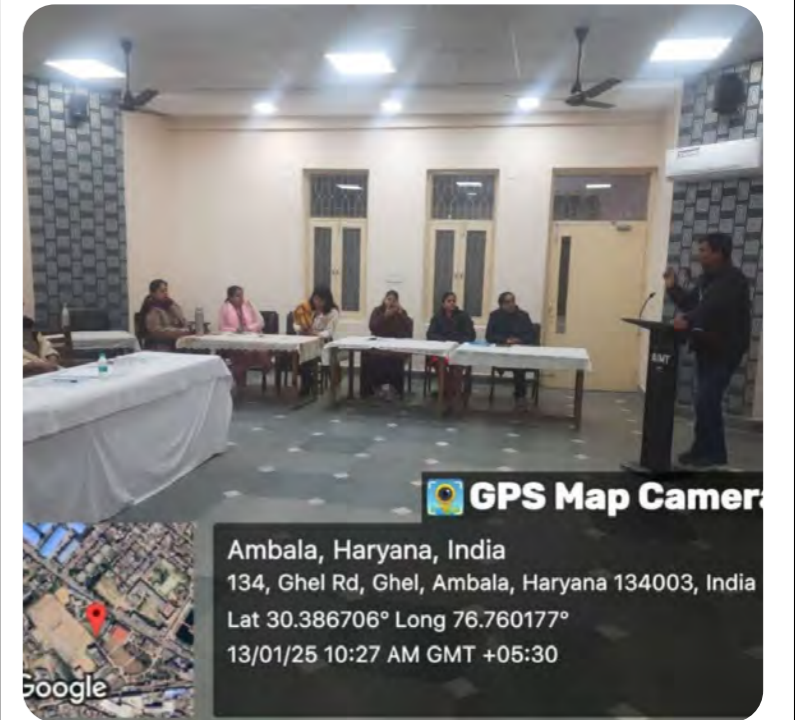 GPS Map Camera
Ambala, Haryana, India
134, Ghel Rd, Ghel, Ambala, Haryana 134003, India
Lat 30.386706° Long 76.760177°
13/01/25 10:27 AM GMT +05:30
Google